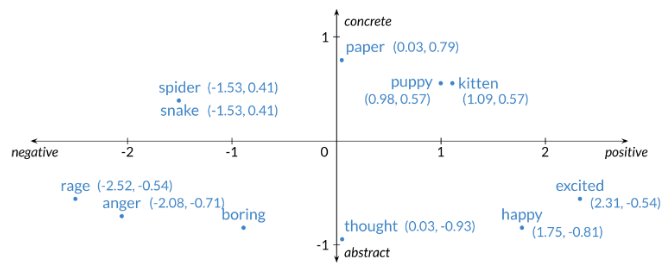 concrete
1
paper (0.03, 0.79)
spider (-1.53, 0.41)
snake (-1.53, 0.41)
puppy kitten
(0.98, 0.57) (1.09, 0.57)
negative -2 -1 0 1 2 positive
rage (-2.52, -0.54)
anger (-2.08, -0.71)
boring
excited
(2.31, -0.54)
happy
(1.75, -0.81)
thought (0.03, -0.93)
-1
abstract